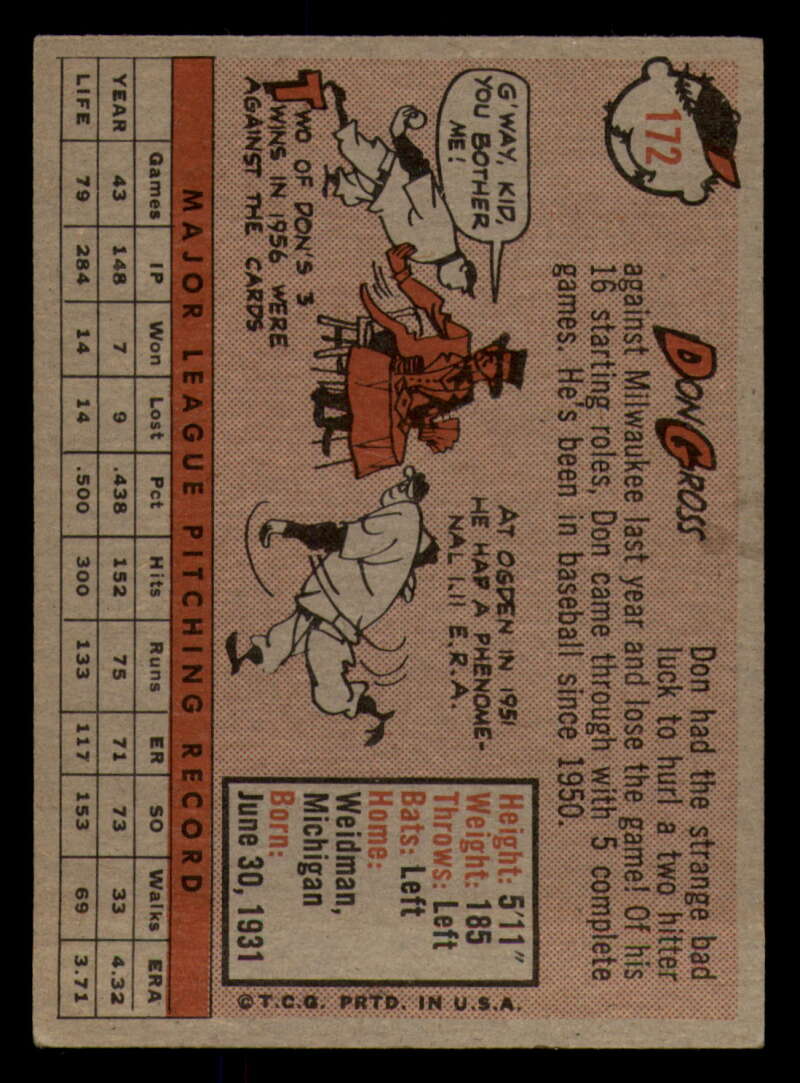 172
DON GROSS
Don had the strange bad
luck to hurl a two hitter
against Milwaukee last year and lose the game! Of his
16 starting roles, Don came through with 5 complete
games. He's been in baseball since 1950.
G'WAY, KID,
YOU BOTHER
ME!
TWO OF DON'S 3
WINS IN 1956 WERE
AGAINST THE CARDS
AT OGDEN IN 1951
HE HAD A PHENOME-
NAL 1.11 E.R.A.
Height: 5'11"
Weight: 185
Throws: Left
Bats: Left
Home:
Weidman,
Michigan
Born:
June 30, 1931
© T.C.G. PRTD. IN U.S.A.
MAJOR LEAGUE PITCHING RECORD
Games IP Won Lost Pct Hits Runs ER SO Walks ERA
YEAR 43 148 7 9 .438 152 75 71 73 33 4.32
LIFE 79 284 14 14 .500 300 133 117 153 69 3.71